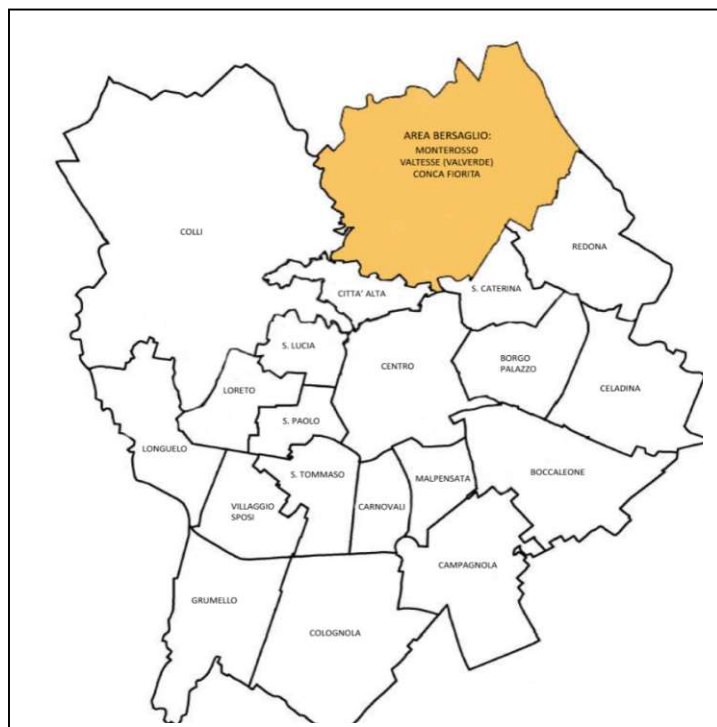 AREA BERSAGLIO:
MONTEROSSO
VALTESSE (VALVERDE)
CONCA FIORITA
COLLI
REDONA
CITTA' ALTA
S. CATERINA
S. LUCIA
CENTRO
BORGO
PALAZZO
CELADINA
LORETO
S. PAOLO
LONGUELO
S. TOMMASO
MALPENSATA
BOCCALEONE
VILLAGGIO
SPOSI
CARNOVALI
CAMPAGNOLA
GRUMELLO
COLOGNOLA